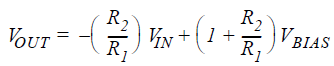 V_OUT = −(R_2/R_1) V_IN + (1 + R_2/R_1) V_BIAS